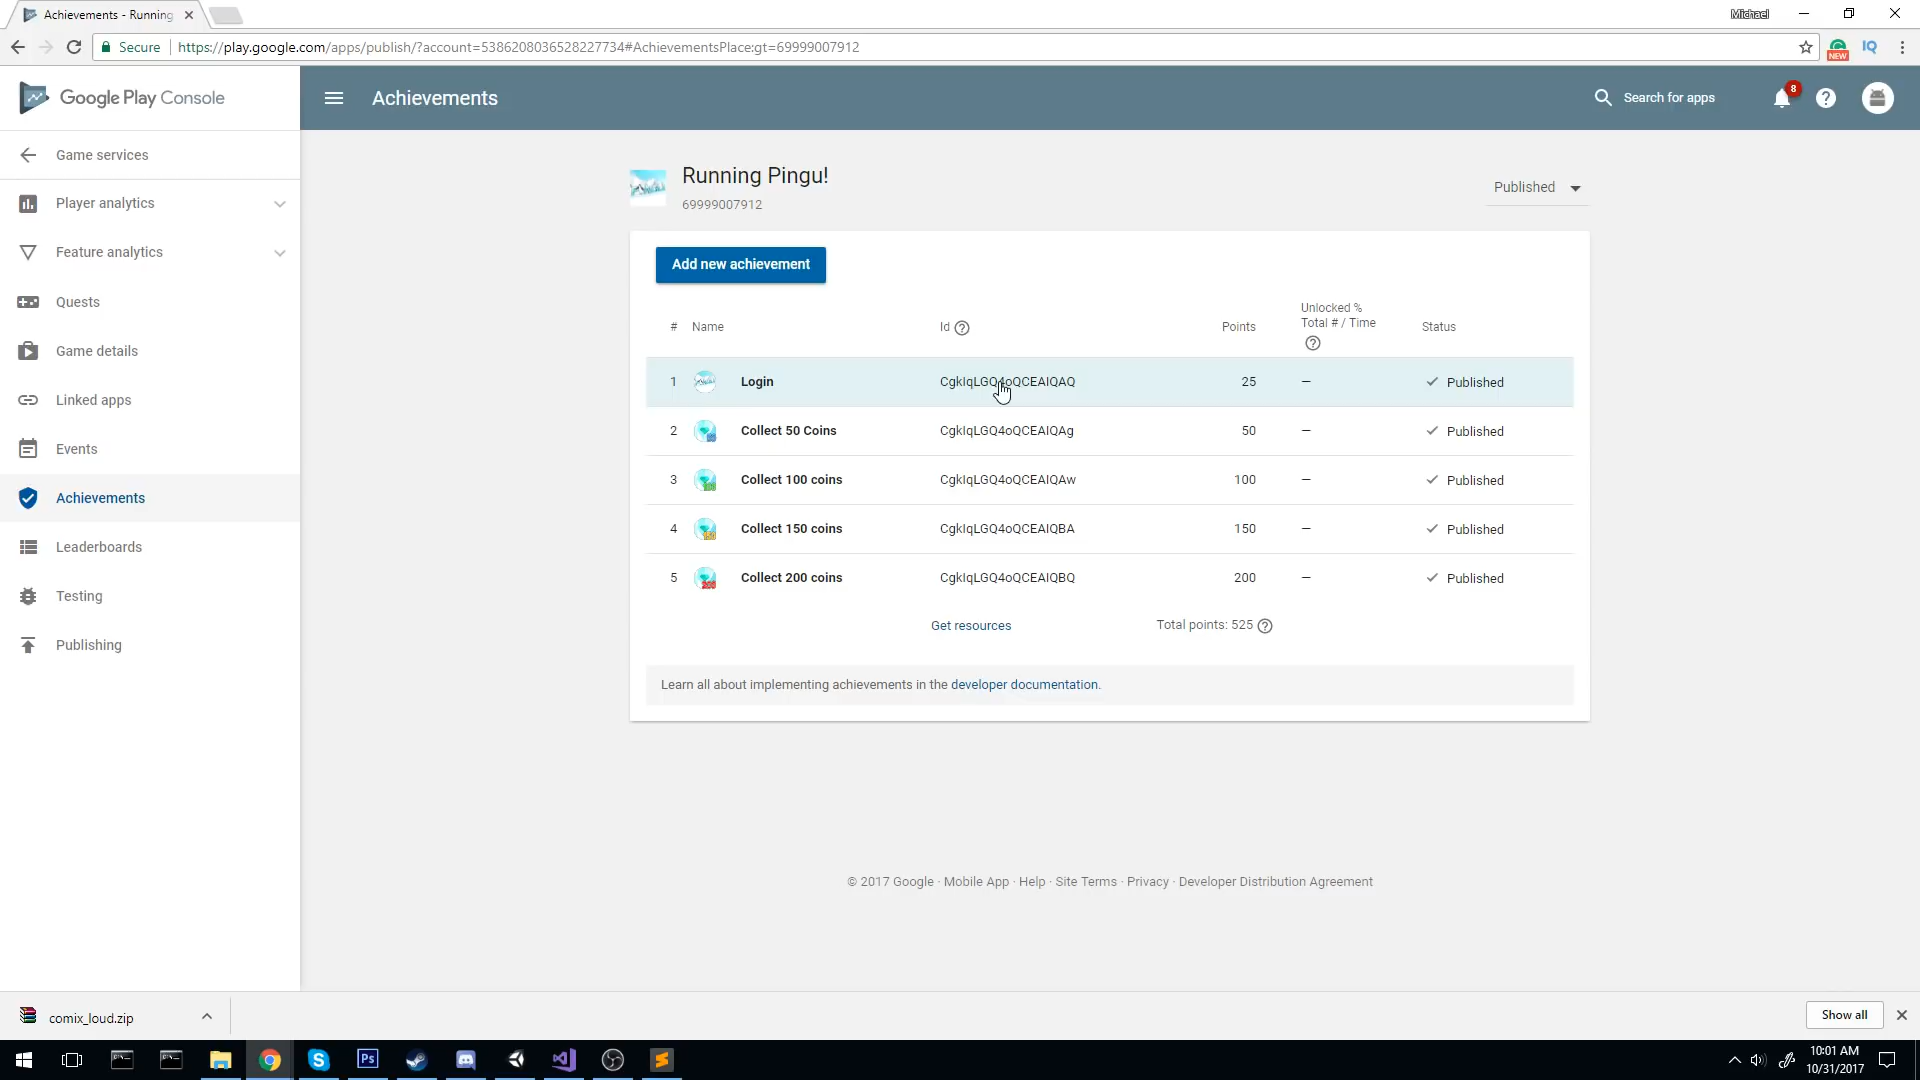 Achievements - Running
Michael
Secure
https://play.google.com/apps/publish/?account=5386208036528227734#AchievementsPlace:gt=69999007912
NEW
IQ
Google Play Console
Achievements
Search for apps
8
Game services
Player analytics
Feature analytics
Quests
Game details
Linked apps
Events
Achievements
Leaderboards
Testing
Publishing
Running Pingu!
69999007912
Published
Add new achievement
# Name Id Points Unlocked % Total # / Time Status
1 Login CgkIqLGQ4oQCEAIQAQ 25 – Published
2 Collect 50 Coins CgkIqLGQ4oQCEAIQAg 50 – Published
3 Collect 100 coins CgkIqLGQ4oQCEAIQAw 100 – Published
4 Collect 150 coins CgkIqLGQ4oQCEAIQBA 150 – Published
5 Collect 200 coins CgkIqLGQ4oQCEAIQBQ 200 – Published
Get resources Total points: 525
Learn all about implementing achievements in the developer documentation.
© 2017 Google · Mobile App · Help · Site Terms · Privacy · Developer Distribution Agreement
comix_loud.zip
Show all
Ps
10:01 AM
10/31/2017